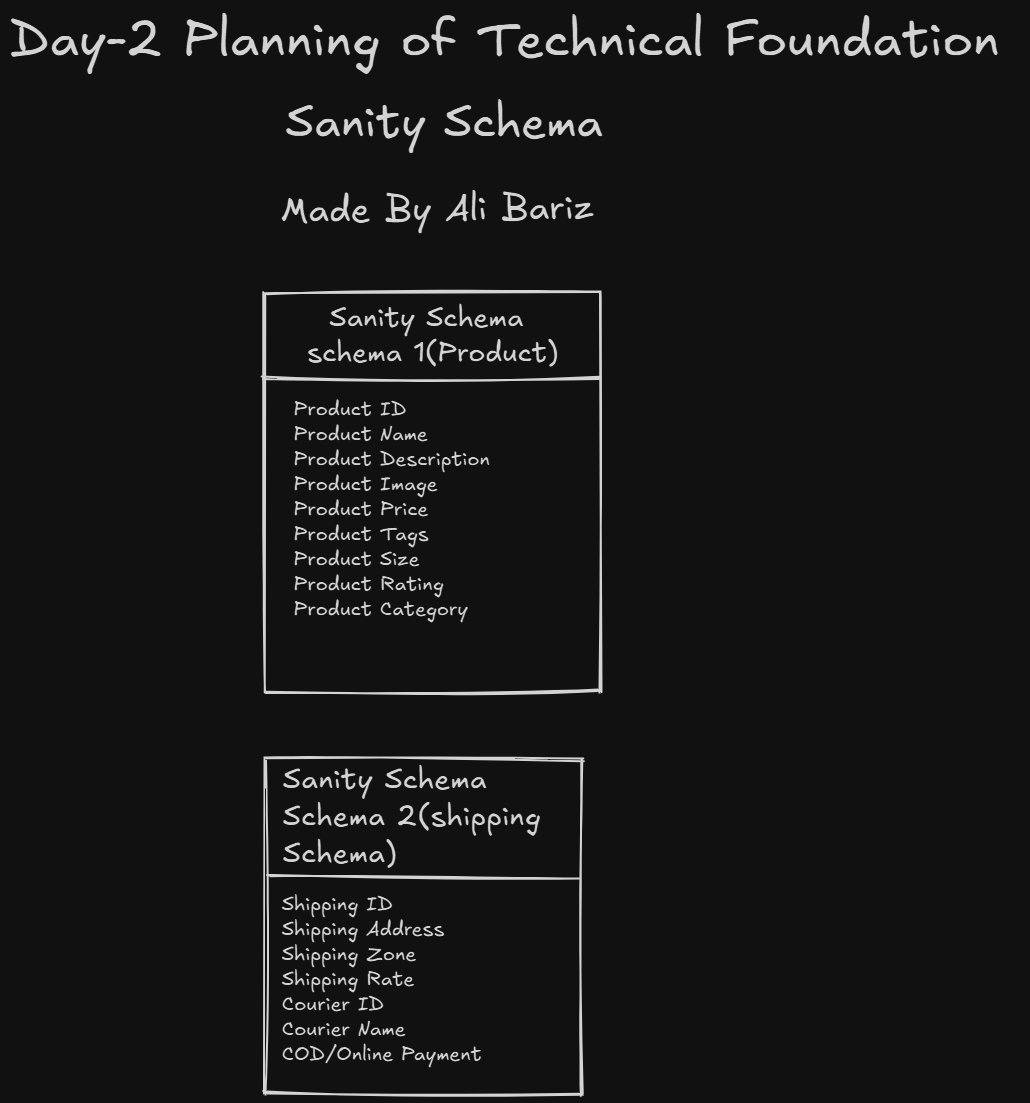 Day-2 Planning of Technical Foundation
Sanity Schema
Made By Ali Bariz
Sanity Schema
schema 1(Product)
Product ID
Product Name
Product Description
Product Image
Product Price
Product Tags
Product Size
Product Rating
Product Category
Sanity Schema
Schema 2(shipping
Schema)
Shipping ID
Shipping Address
Shipping Zone
Shipping Rate
Courier ID
Courier Name
COD/Online Payment